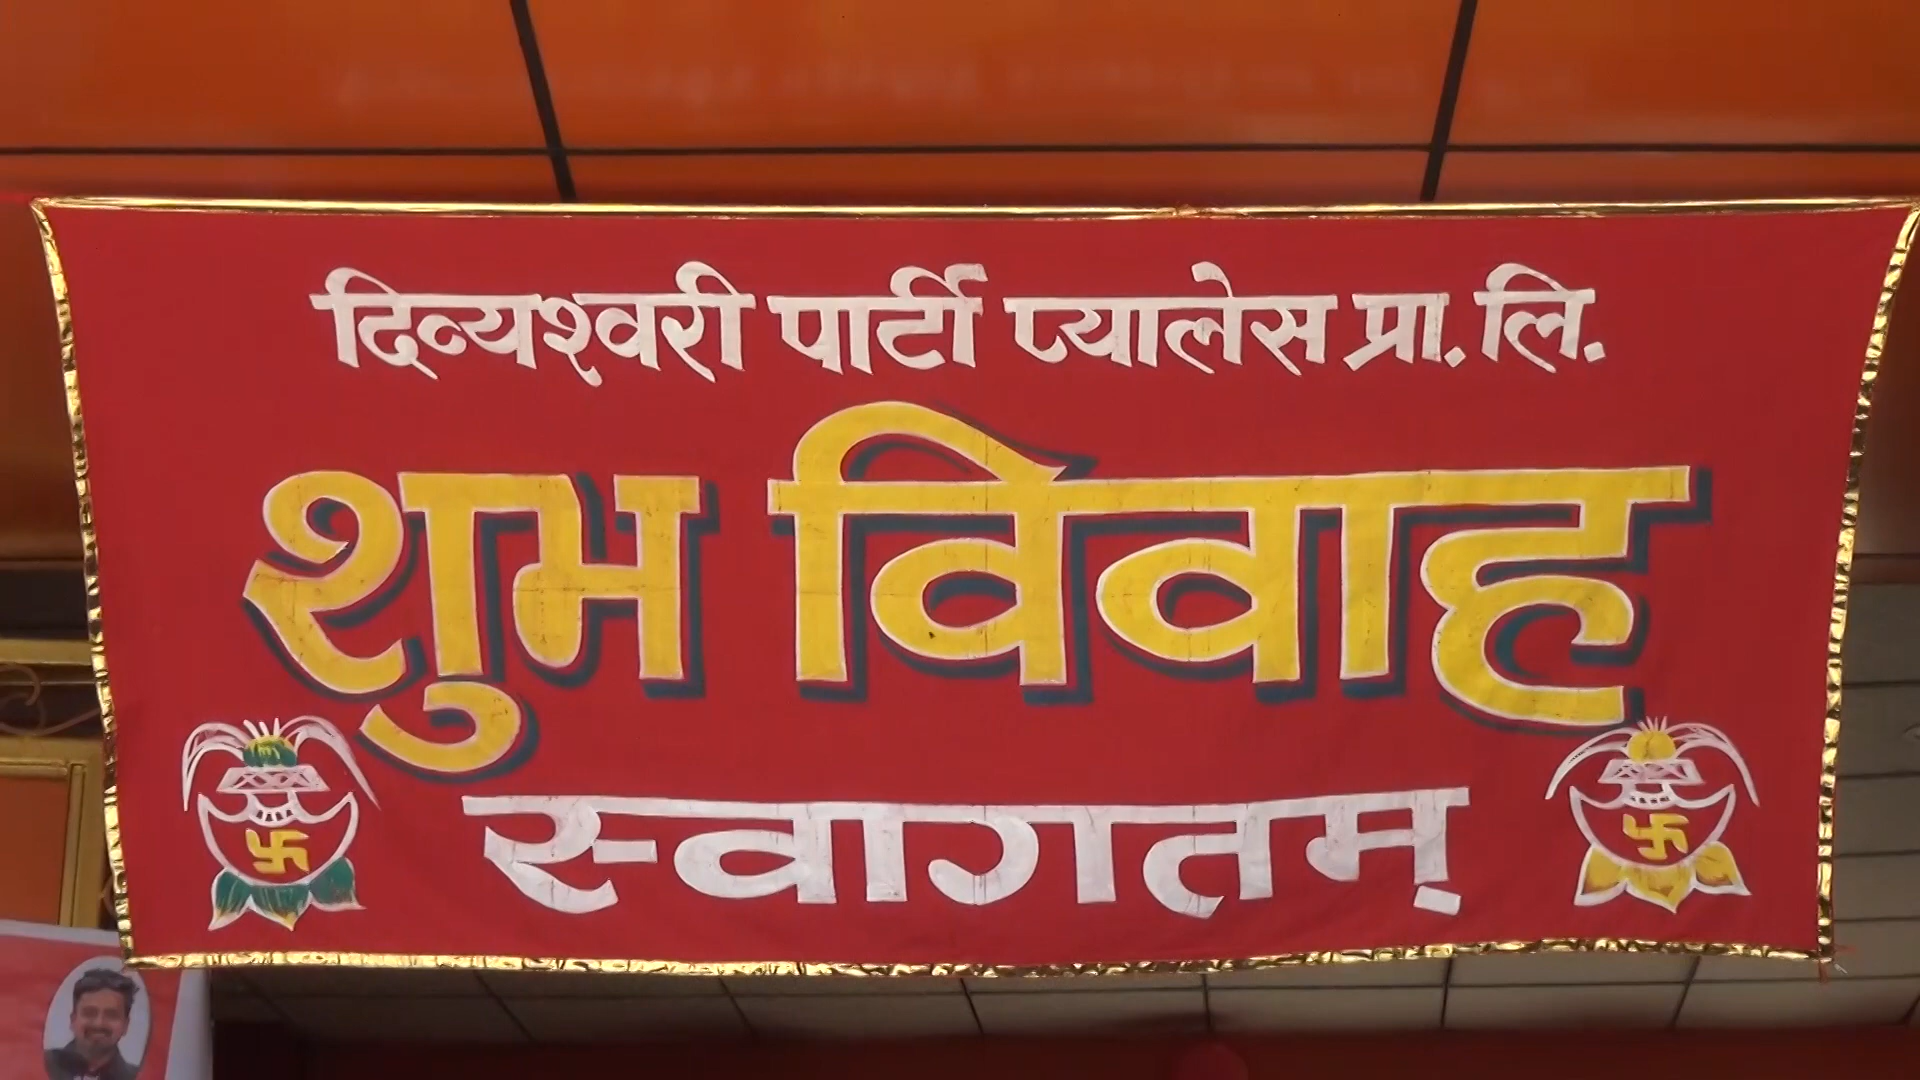 दिव्यश्वरी पार्टी प्यालेस प्रा. लि.
शुभ विवाह
स्वागतम्